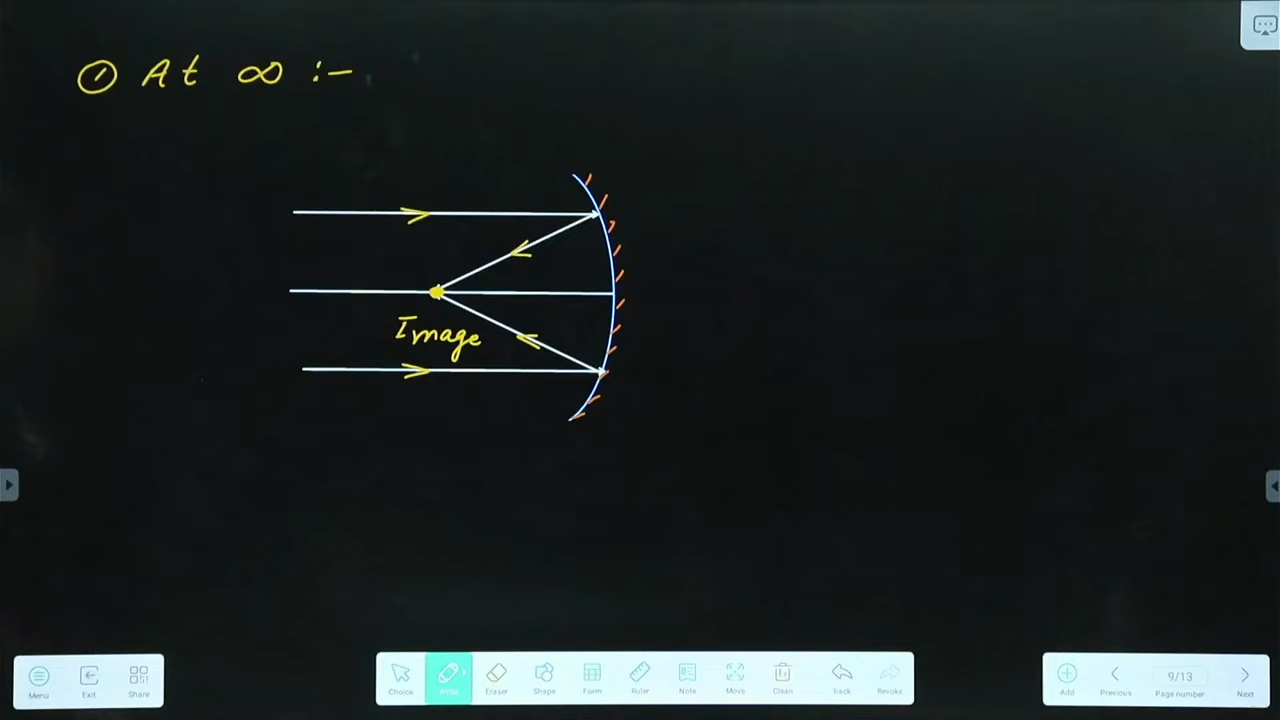 ① At ∞ :-
Image
Menu
Exit
Share
Choice
Write
Eraser
Shape
Form
Ruler
Note
Move
Clean
back
Revoke
Add
Previous
9/13
Page number
Next